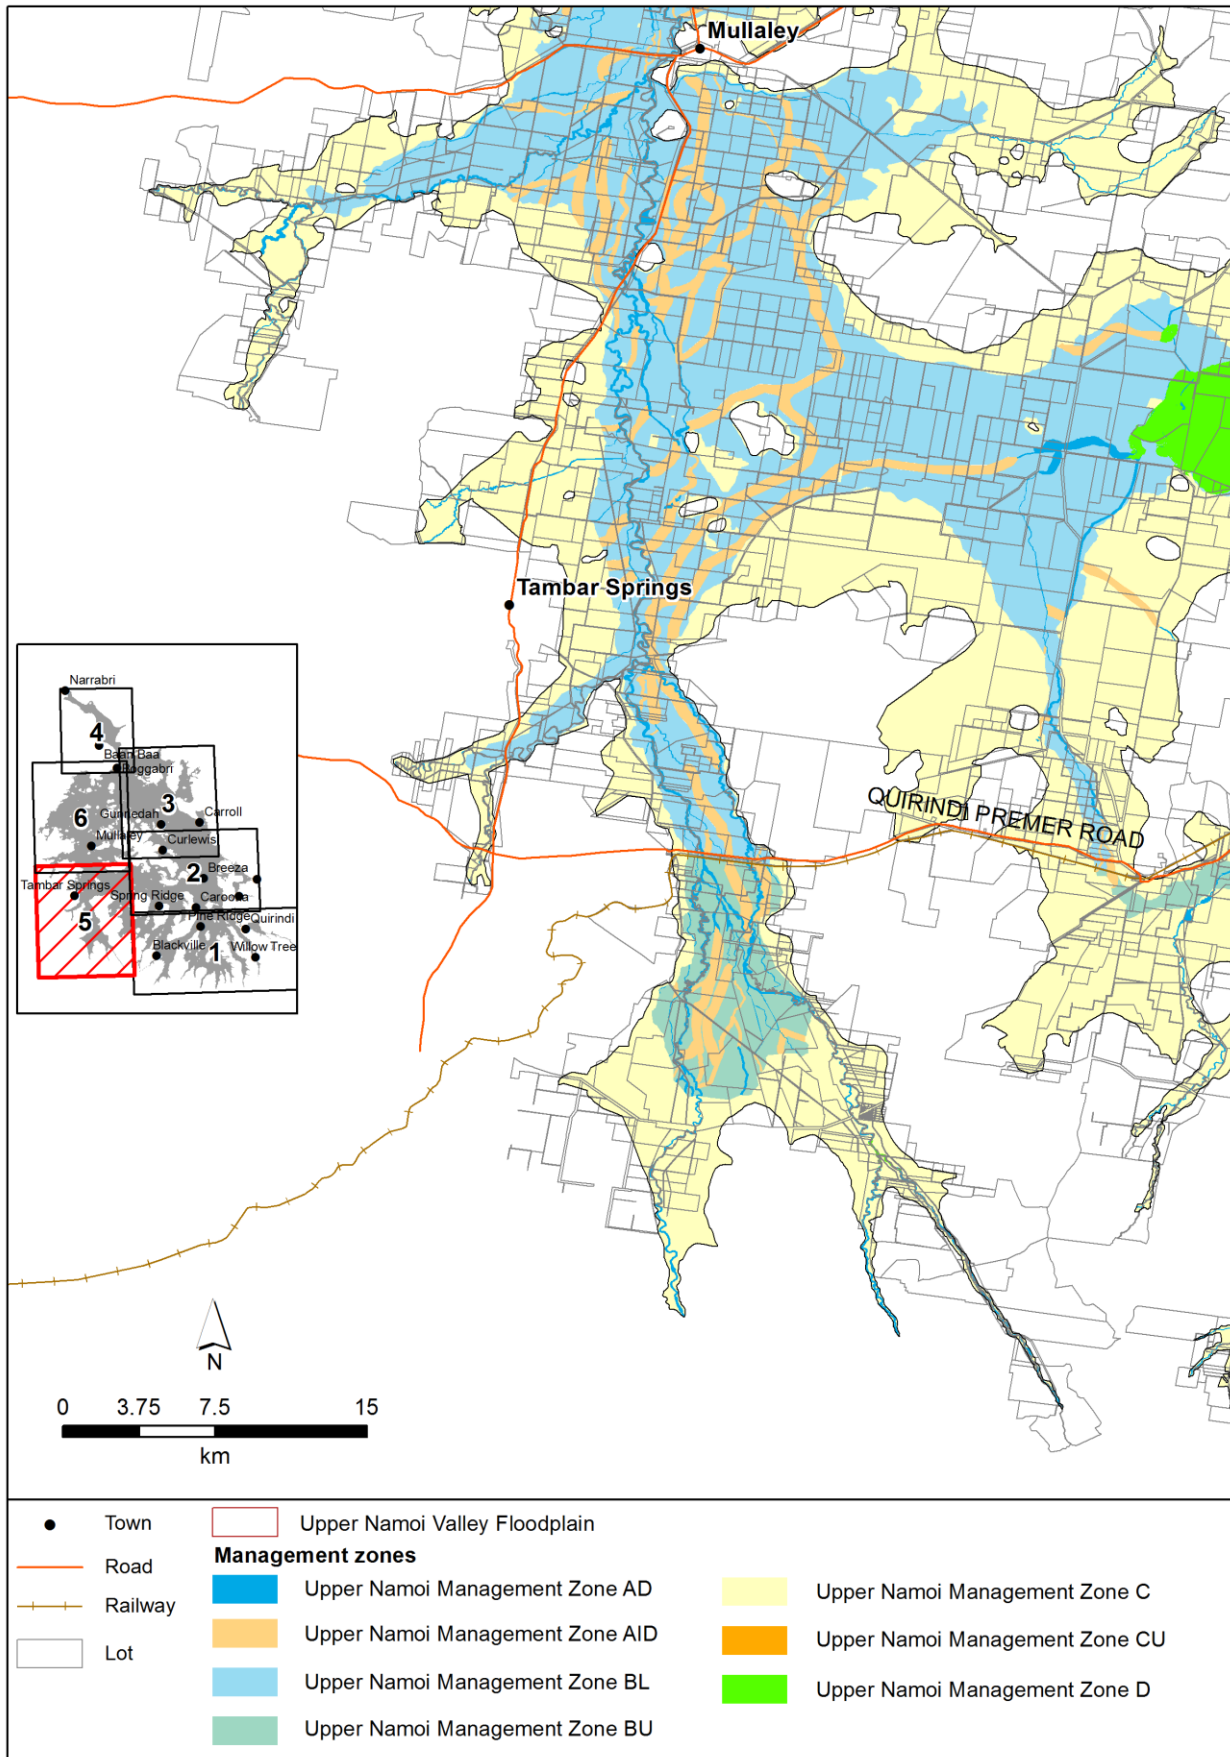 Mullaley
Tambar Springs
QUIRINDI PREMER ROAD
Narrabri
4
Baan Baa
Boggabri
3
Gunnedah
Carroll
6
Mullaley
Curlewis
2
Breeza
Tambar Springs
Spring Ridge
Caroona
5
Pine Ridge
Quirindi
Blackville
1
Willow Tree
N
0 3.75 7.5 15
km
Town
Upper Namoi Valley Floodplain
Road
Management zones
Railway
Upper Namoi Management Zone AD
Upper Namoi Management Zone C
Lot
Upper Namoi Management Zone AID
Upper Namoi Management Zone CU
Upper Namoi Management Zone BL
Upper Namoi Management Zone D
Upper Namoi Management Zone BU